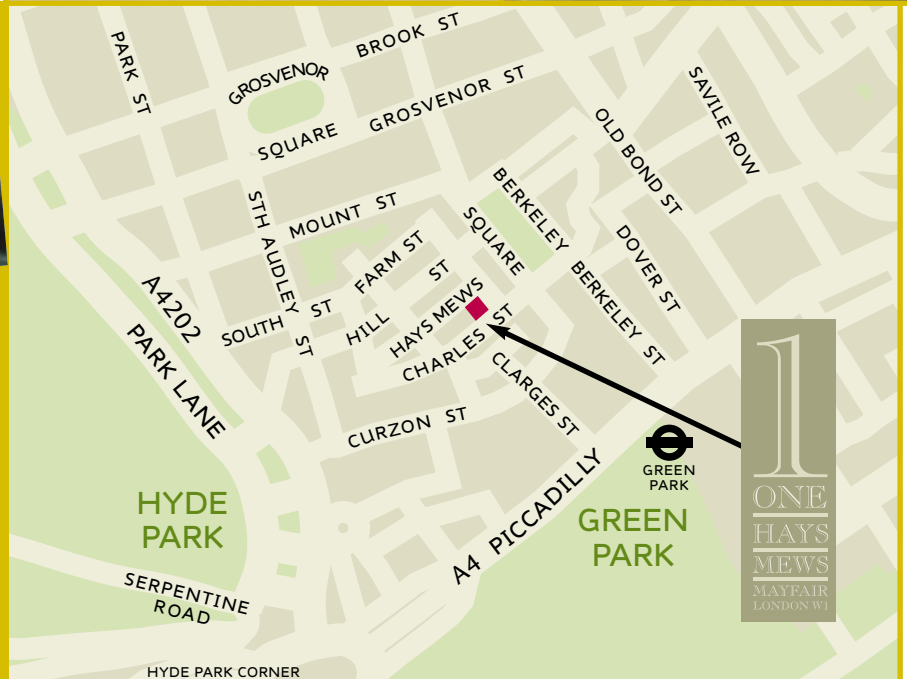 PARK ST
BROOK ST
GROSVENOR
SQUARE
GROSVENOR ST
SAVILE ROW
OLD BOND ST
STH AUDLEY ST
MOUNT ST
BERKELEY
SQUARE
DOVER ST
FARM ST
BERKELEY ST
A4202
PARK LANE
SOUTH ST
HILL ST
HAYS MEWS
CHARLES ST
CLARGES ST
CURZON ST
A4 PICCADILLY
GREEN
PARK
GREEN
PARK
HYDE
PARK
SERPENTINE
ROAD
HYDE PARK CORNER
1
ONE
HAYS
MEWS
MAYFAIR
LONDON W1